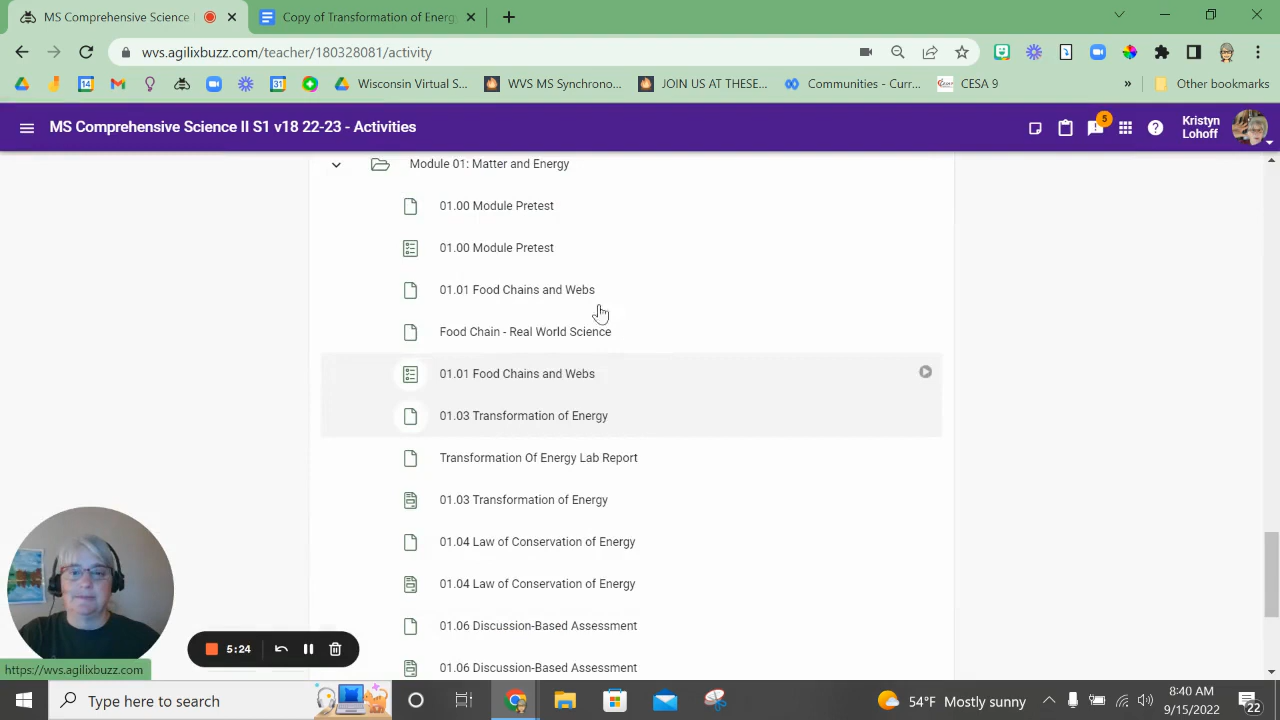 MS Comprehensive Science
Copy of Transformation of Energ
wvs.agilixbuzz.com/teacher/180328081/activity
14
31
Wisconsin Virtual S...
WVS MS Synchrono...
JOIN US AT THESE...
Communities - Curr...
CESA 9
»
Other bookmarks
MS Comprehensive Science II S1 v18 22-23 - Activities
5
Kristyn
Lohoff
Module 01: Matter and Energy
01.00 Module Pretest
01.00 Module Pretest
01.01 Food Chains and Webs
Food Chain - Real World Science
01.01 Food Chains and Webs
01.03 Transformation of Energy
Transformation Of Energy Lab Report
01.03 Transformation of Energy
01.04 Law of Conservation of Energy
01.04 Law of Conservation of Energy
01.06 Discussion-Based Assessment
01.06 Discussion-Based Assessment
5:24
https://wvs.agilixbuzz.com
Type here to search
54°F Mostly sunny
8:40 AM
9/15/2022
22